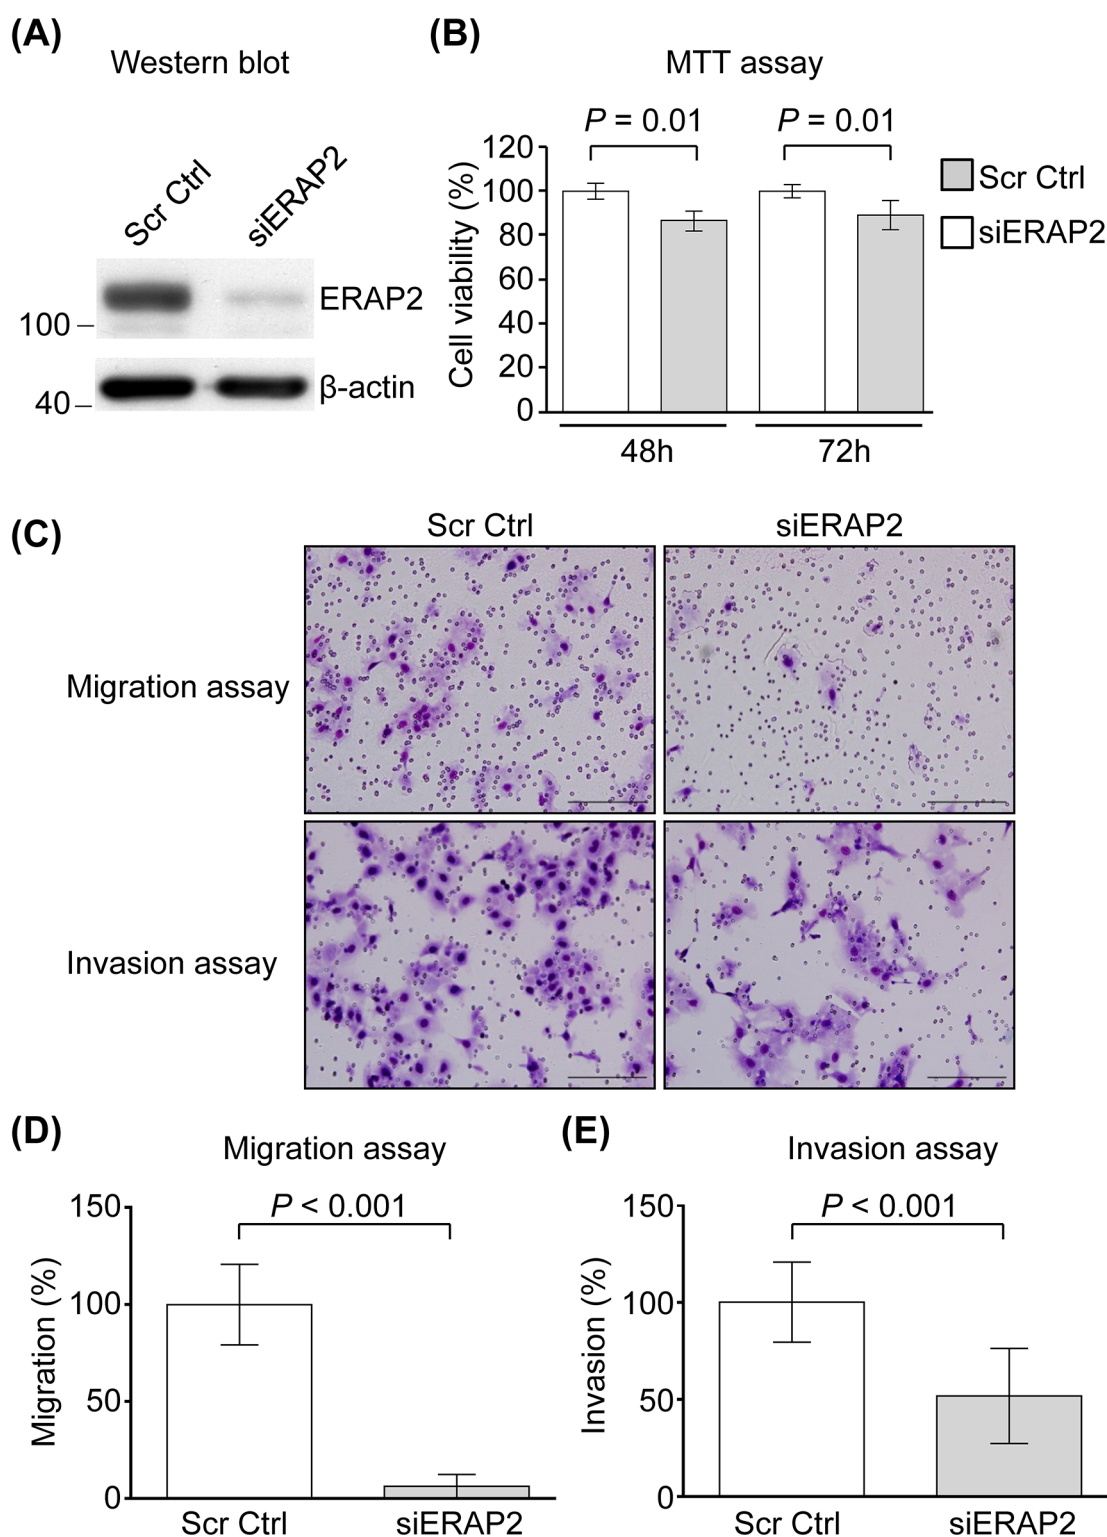 (A)
Western blot
Scr Ctrl
siERAP2
ERAP2
100
β-actin
40
(B)
MTT assay
P = 0.01
P = 0.01
Cell viability (%)
120
100
80
60
40
20
0
48h
72h
Scr Ctrl
siERAP2
(C)
Scr Ctrl
siERAP2
Migration assay
Invasion assay
(D)
Migration assay
P < 0.001
Migration (%)
150
100
50
0
Scr Ctrl
siERAP2
(E)
Invasion assay
P < 0.001
Invasion (%)
150
100
50
0
Scr Ctrl
siERAP2